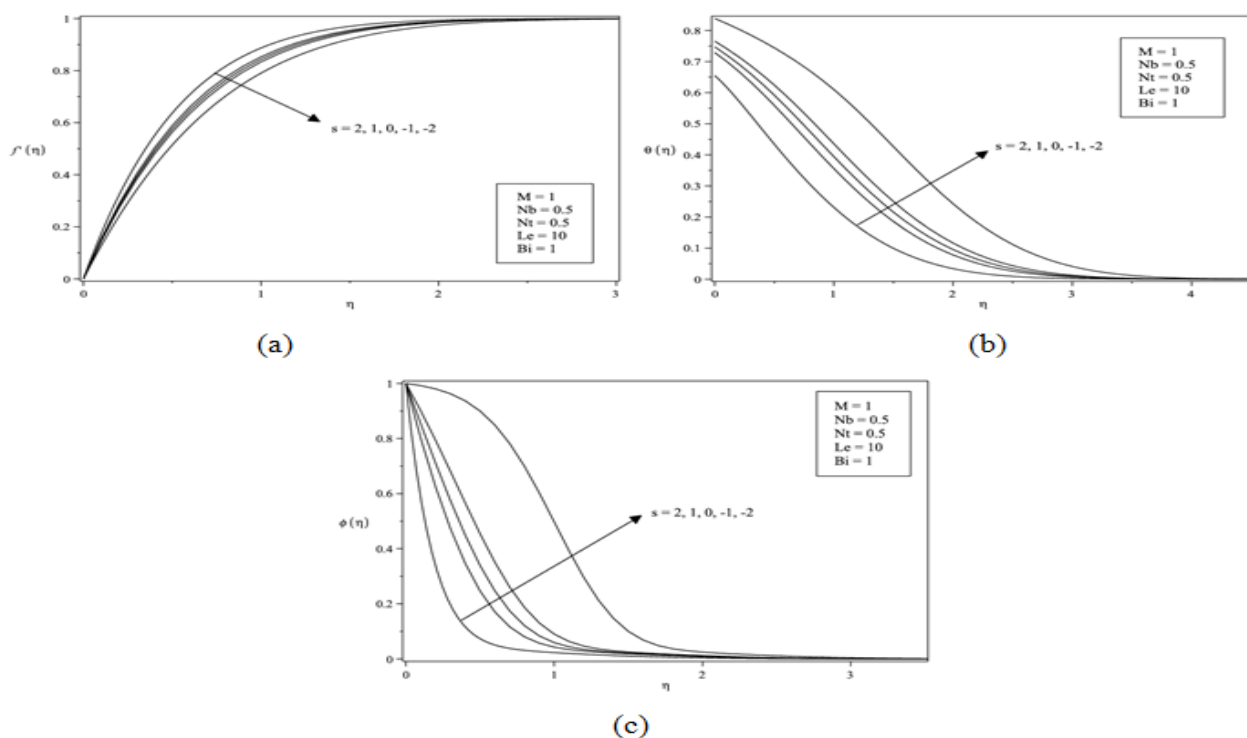 1
0.8
0.6
f ′(η)
0.4
0.2
0
0
1
2
3
η
s = 2, 1, 0, -1, -2
M = 1
Nb = 0.5
Nt = 0.5
Le = 10
Bi = 1
(a)
0.8
0.7
0.6
0.5
θ(η)
0.4
0.3
0.2
0.1
0
0
1
2
3
4
η
s = 2, 1, 0, -1, -2
M = 1
Nb = 0.5
Nt = 0.5
Le = 10
Bi = 1
(b)
1
0.8
0.6
ϕ(η)
0.4
0.2
0
0
1
2
3
η
s = 2, 1, 0, -1, -2
M = 1
Nb = 0.5
Nt = 0.5
Le = 10
Bi = 1
(c)